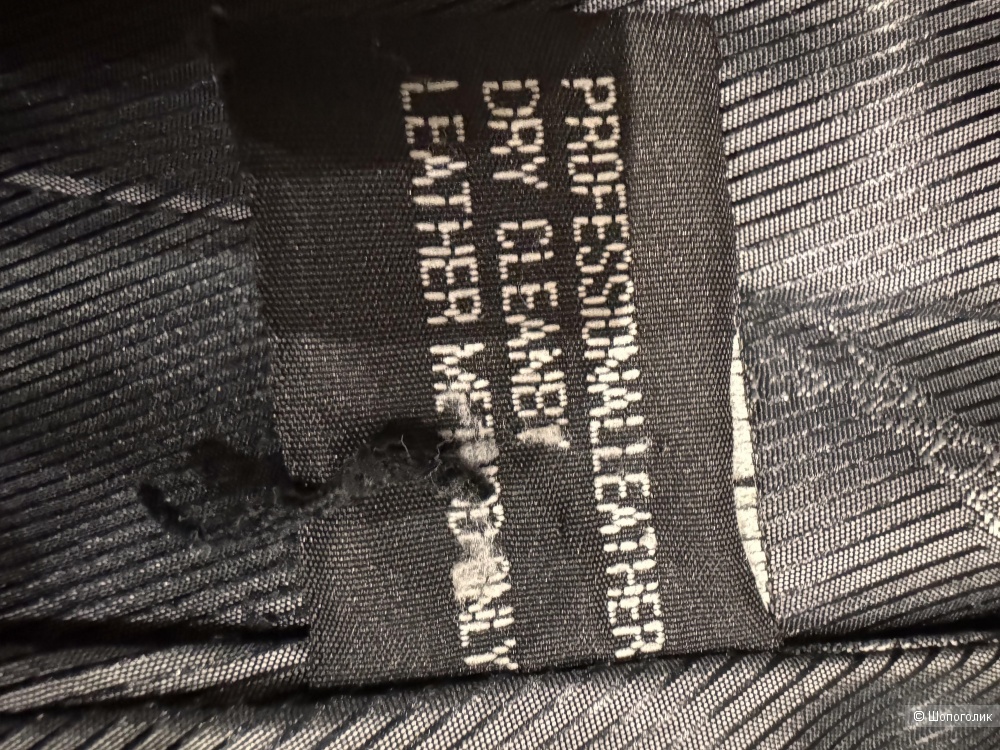 PROFESSIONAL LEATHER
DRY CLEAN BY
LEATHER METHOD ONLY
© Шопоголик